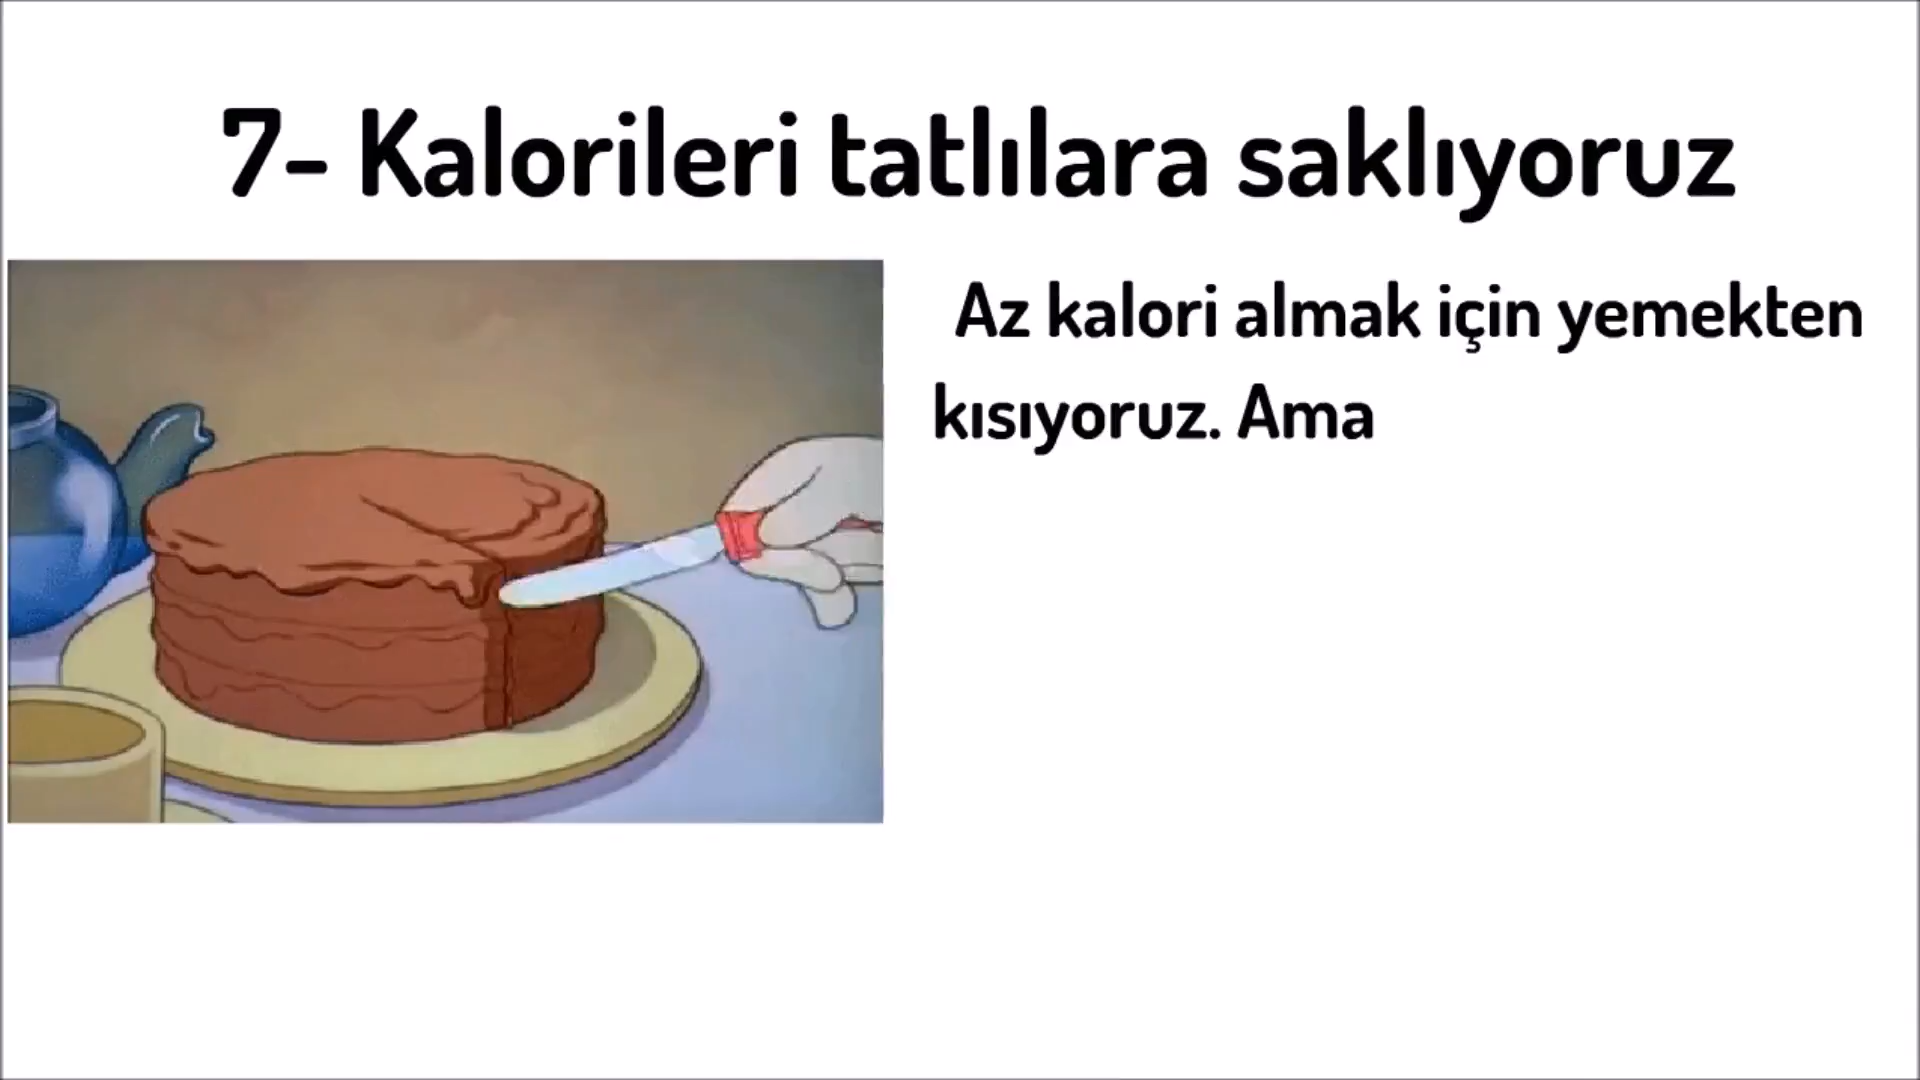 7- Kalorileri tatlılara saklıyoruz
Az kalori almak için yemekten
kısıyoruz. Ama